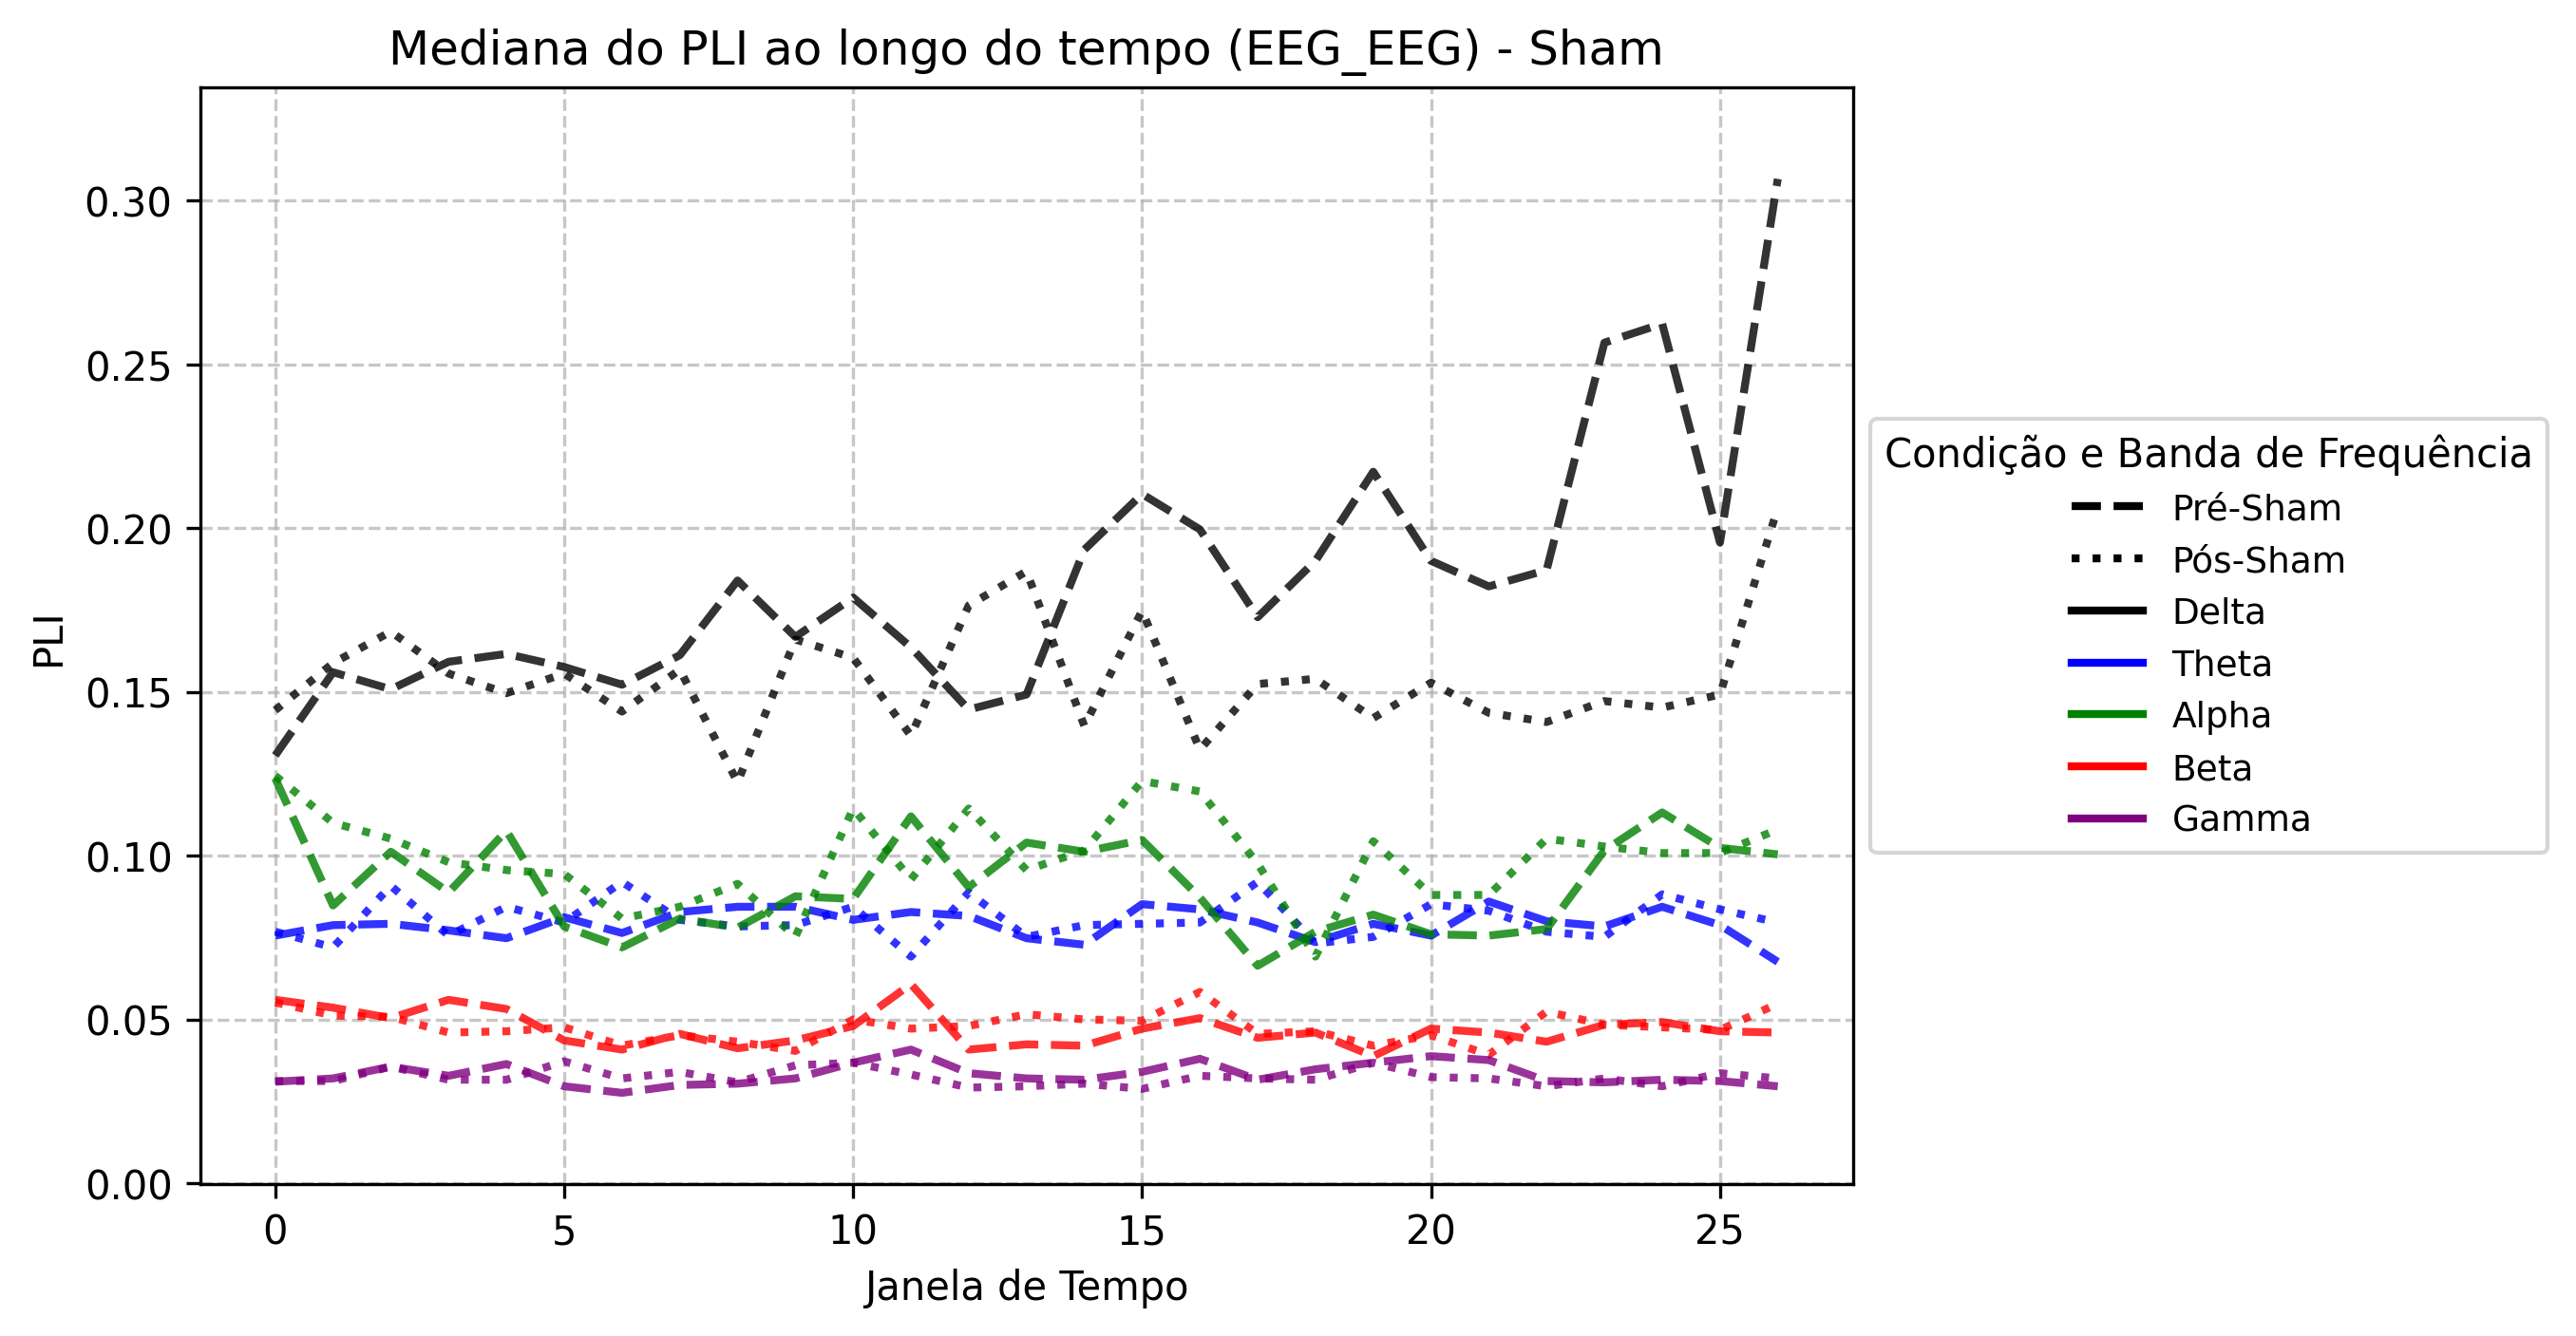 Mediana do PLI ao longo do tempo (EEG_EEG) - Sham
PLI
0.30
0.25
0.20
0.15
0.10
0.05
0.00
0 5 10 15 20 25
Janela de Tempo
Condição e Banda de Frequência
Pré-Sham
Pós-Sham
Delta
Theta
Alpha
Beta
Gamma